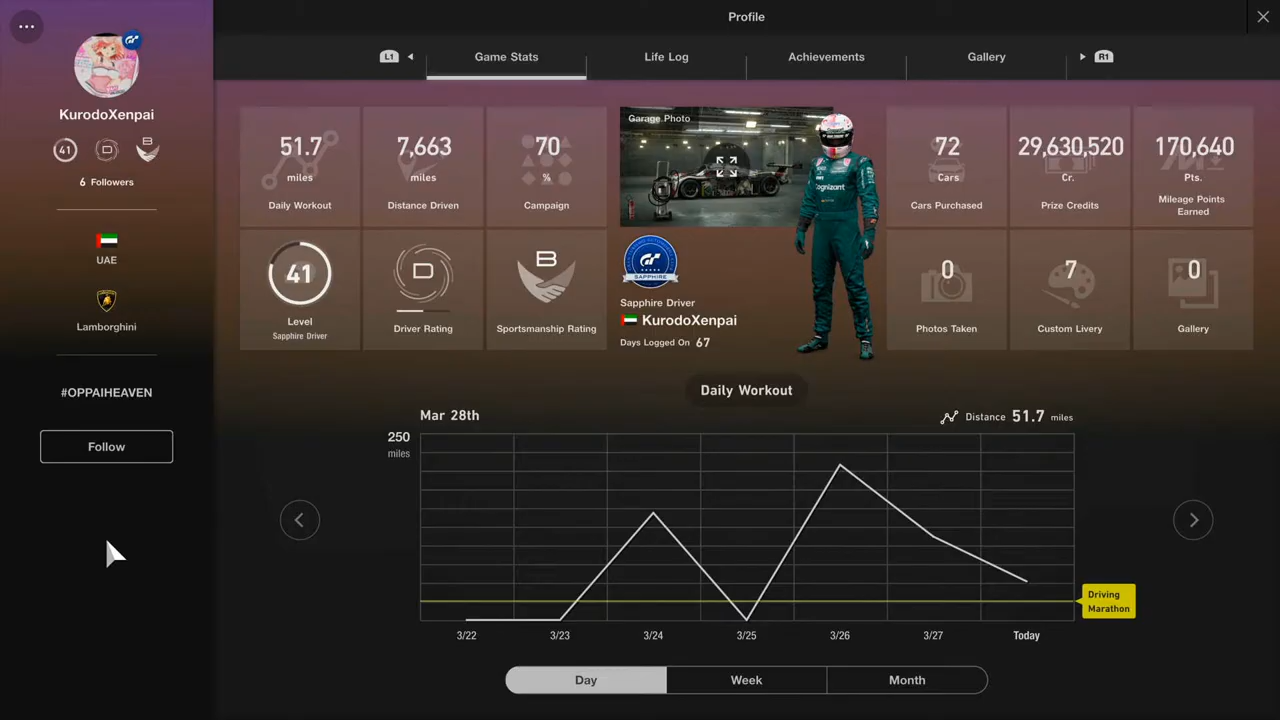 Profile
L1
Game Stats
Life Log
Achievements
Gallery
R1
KurodoXenpai
41
D
B
6 Followers
UAE
Lamborghini
#OPPAIHEAVEN
Follow
51.7
miles
Daily Workout
7,663
miles
Distance Driven
70
%
Campaign
Garage Photo
Cognizant
72
Cars
Cars Purchased
29,630,520
Cr.
Prize Credits
170,640
Pts.
Mileage Points
Earned
41
Level
Sapphire Driver
D
Driver Rating
B
Sportsmanship Rating
SAPPHIRE
Sapphire Driver
KurodoXenpai
Days Logged On 67
0
Photos Taken
7
Custom Livery
0
Gallery
Daily Workout
Mar 28th
Distance 51.7 miles
250
miles
Driving
Marathon
3/22 3/23 3/24 3/25 3/26 3/27 Today
Day
Week
Month